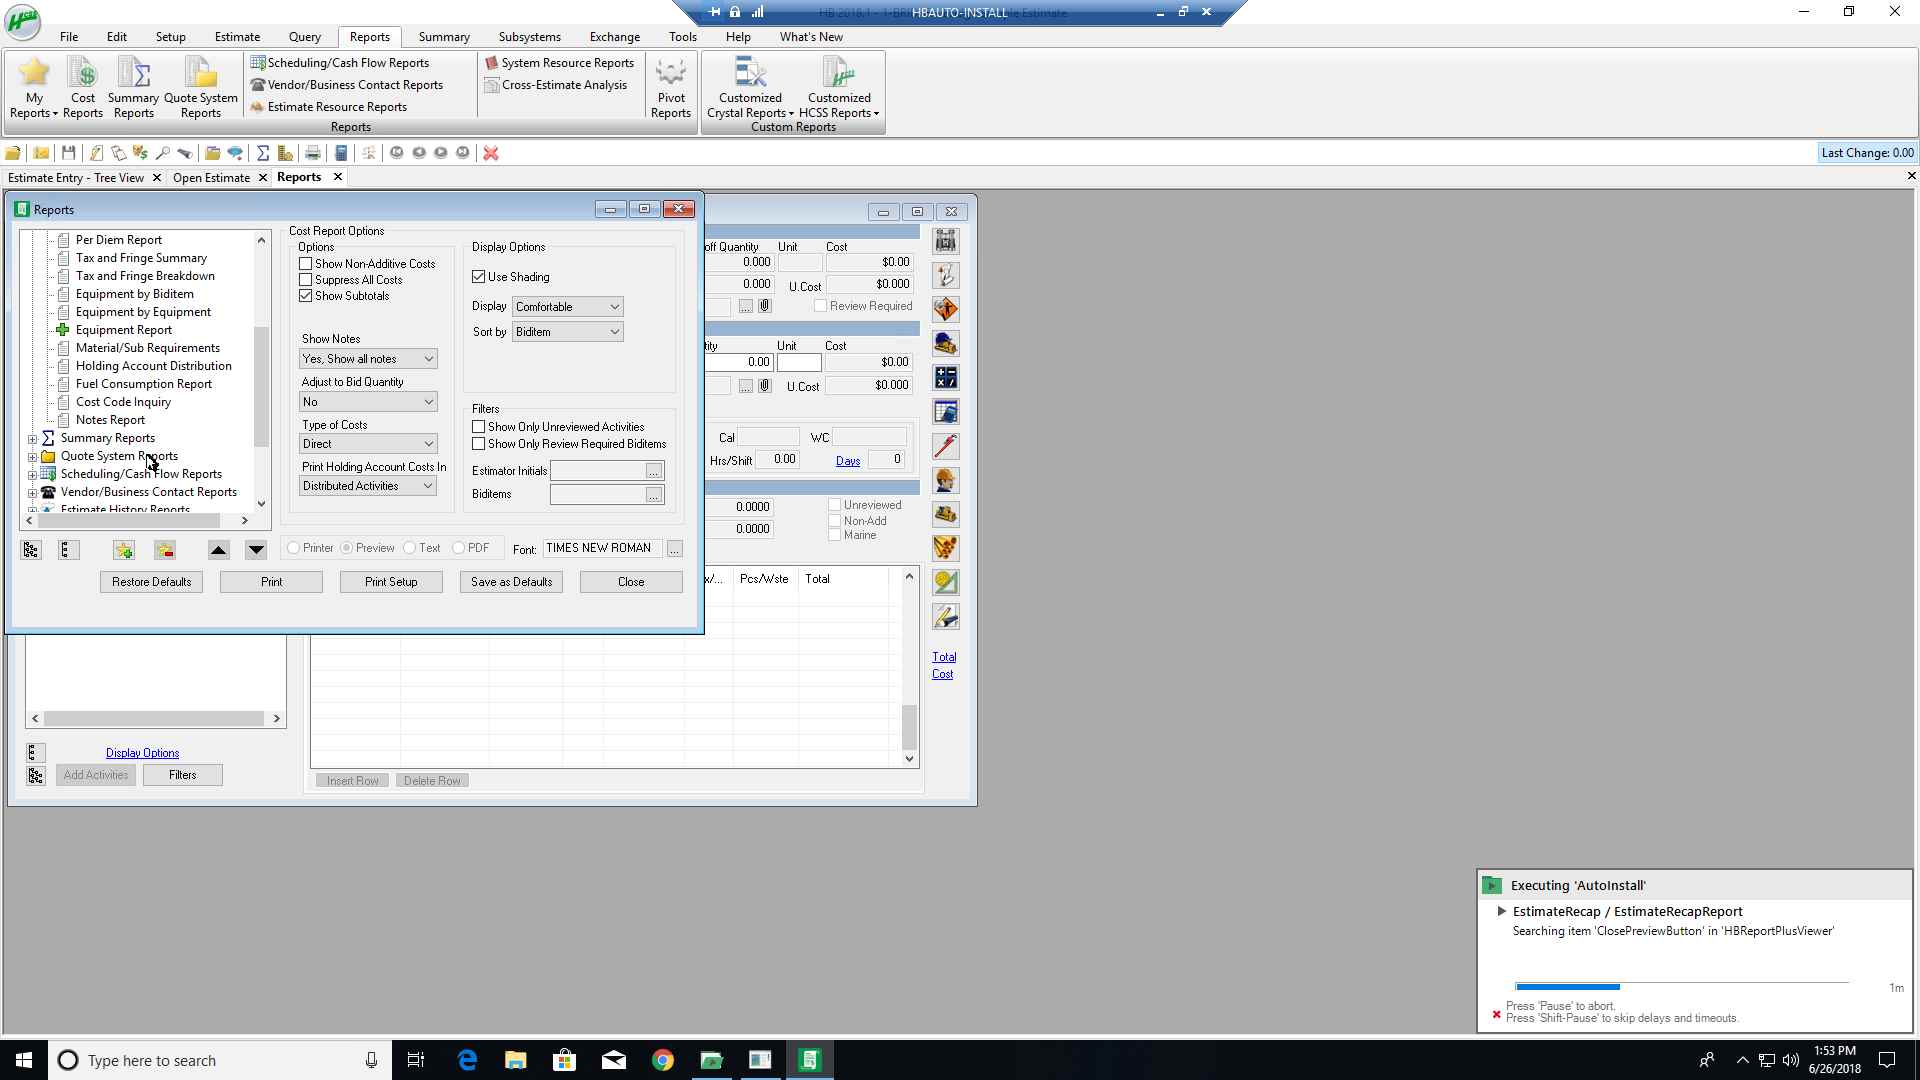 HB 2018.1 - 1-BRI
HBAUTO-INSTALL
le Estimate
File
Edit
Setup
Estimate
Query
Reports
Summary
Subsystems
Exchange
Tools
Help
What's New
My Reports
Cost Reports
Summary Reports
Quote System Reports
Scheduling/Cash Flow Reports
Vendor/Business Contact Reports
Estimate Resource Reports
System Resource Reports
Cross-Estimate Analysis
Pivot Reports
Customized Crystal Reports
Customized HCSS Reports
Reports
Custom Reports
Last Change: 0.00
Estimate Entry - Tree View
Open Estimate
Reports
Reports
Per Diem Report
Tax and Fringe Summary
Tax and Fringe Breakdown
Equipment by Biditem
Equipment by Equipment
Equipment Report
Material/Sub Requirements
Holding Account Distribution
Fuel Consumption Report
Cost Code Inquiry
Notes Report
Summary Reports
Quote System Reports
Scheduling/Cash Flow Reports
Vendor/Business Contact Reports
Estimate History Reports
Cost Report Options
Options
Show Non-Additive Costs
Suppress All Costs
Show Subtotals
Show Notes
Yes, Show all notes
Adjust to Bid Quantity
No
Type of Costs
Direct
Print Holding Account Costs In
Distributed Activities
Display Options
Use Shading
Display
Comfortable
Sort by
Biditem
Filters
Show Only Unreviewed Activities
Show Only Review Required Biditems
Estimator Initials
...
Biditems
...
Printer
Preview
Text
PDF
Font:
TIMES NEW ROMAN
...
Restore Defaults
Print
Print Setup
Save as Defaults
Close
off Quantity
Unit
Cost
0.000
$0.00
0.000
U.Cost
$0.000
...
Review Required
tity
Unit
Cost
0.00
$0.00
...
U.Cost
$0.000
Cal
WC
Hrs/Shift
0.00
Days
0
0.0000
0.0000
Unreviewed
Non-Add
Marine
x/...
Pcs/Wste
Total
Total
Cost
Display Options
Add Activities
Filters
Insert Row
Delete Row
Executing 'AutoInstall'
EstimateRecap / EstimateRecapReport
Searching item 'ClosePreviewButton' in 'HBReportPlusViewer'
1m
Press 'Pause' to abort.
Press 'Shift-Pause' to skip delays and timeouts.
Type here to search
1:53 PM
6/26/2018